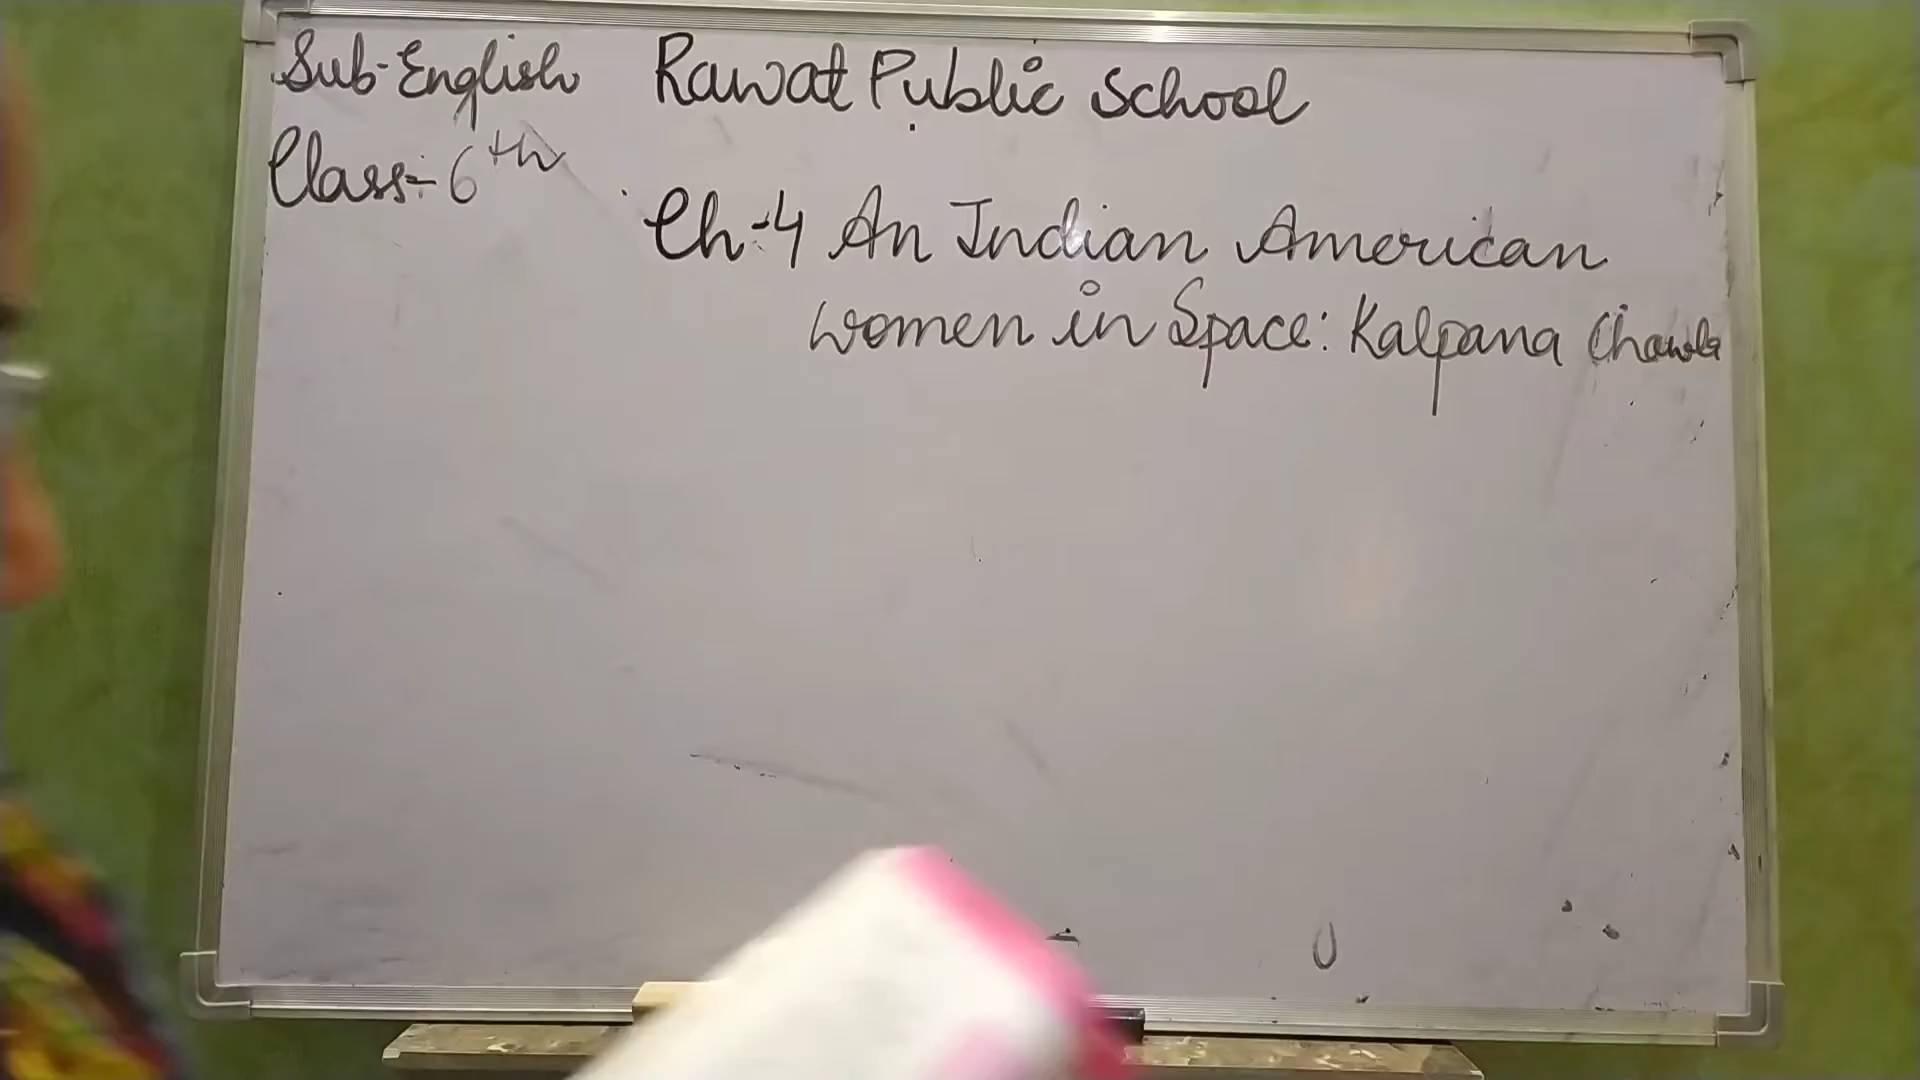 Sub-English
Rawat Public School
Class:- 6th
Ch-4 An Indian American
women in Space: Kalpana Chawla